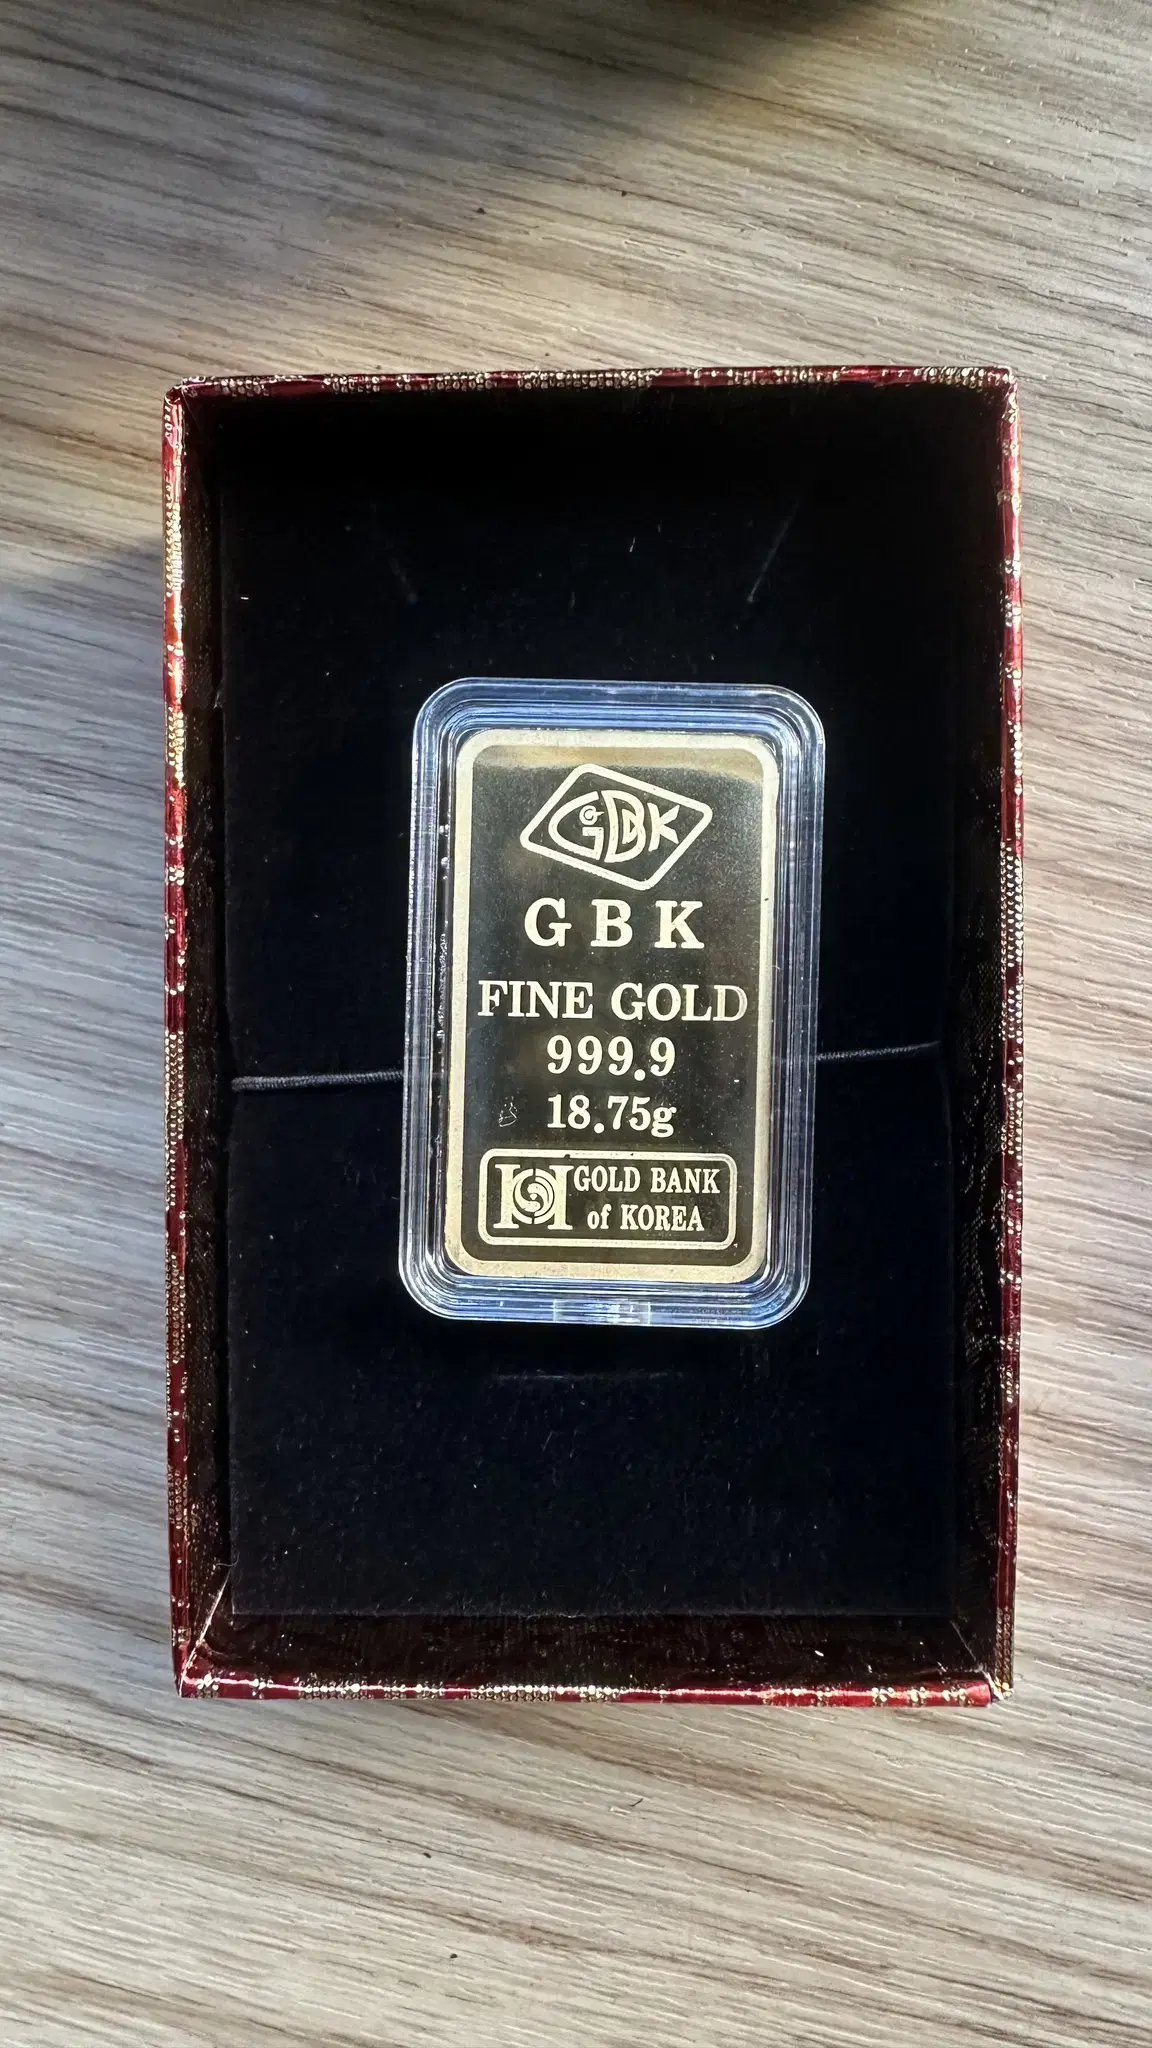 GBK
G B K
FINE GOLD
999.9
18.75g
GOLD BANK
of KOREA